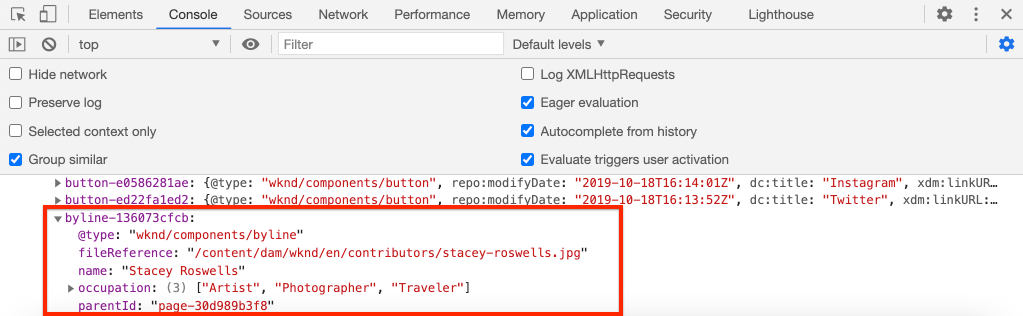 Elements Console Sources Network Performance Memory Application Security Lighthouse
top Filter Default levels
Hide network Log XMLHttpRequests
Preserve log Eager evaluation
Selected context only Autocomplete from history
Group similar Evaluate triggers user activation
button-e0586281ae: {@type: "wknd/components/button", repo:modifyDate: "2019-10-18T16:14:01Z", dc:title: "Instagram", xdm:linkUR…
button-ed22fa1ed2: {@type: "wknd/components/button", repo:modifyDate: "2019-10-18T16:13:52Z", dc:title: "Twitter", xdm:linkURL:…
byline-136073cfcb:
@type: "wknd/components/byline"
fileReference: "/content/dam/wknd/en/contributors/stacey-roswells.jpg"
name: "Stacey Roswells"
occupation: (3) ["Artist", "Photographer", "Traveler"]
parentId: "page-30d989b3f8"